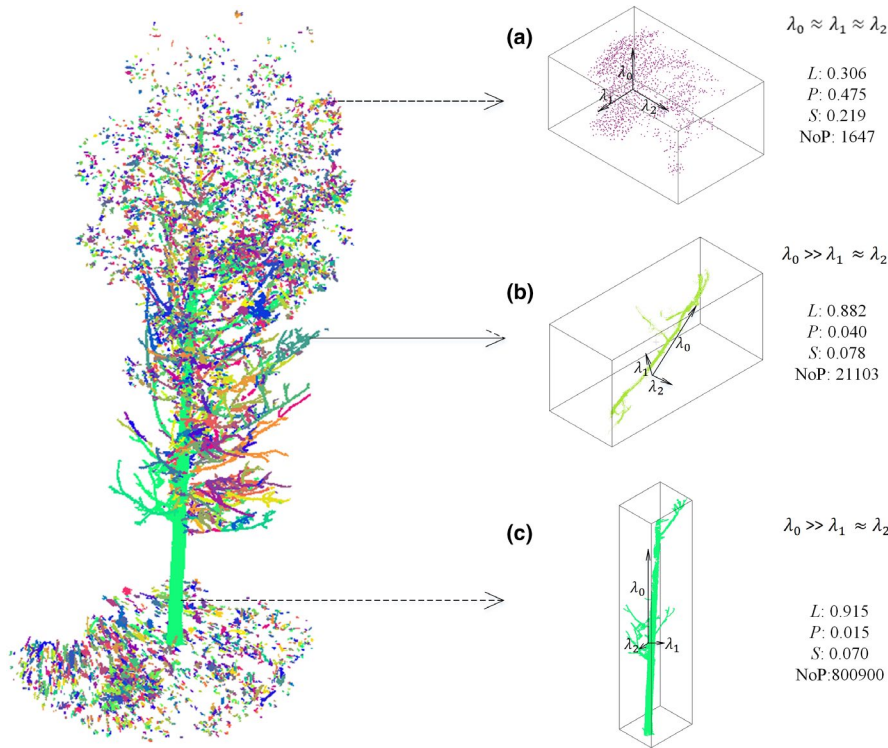 (a)
λ₀ ≈ λ₁ ≈ λ₂
λ₀
λ₁
λ₂
L: 0.306
P: 0.475
S: 0.219
NoP: 1647
(b)
λ₀ >> λ₁ ≈ λ₂
λ₀
λ₁
λ₂
L: 0.882
P: 0.040
S: 0.078
NoP: 21103
(c)
λ₀ >> λ₁ ≈ λ₂
λ₀
λ₂ λ₁
L: 0.915
P: 0.015
S: 0.070
NoP:800900